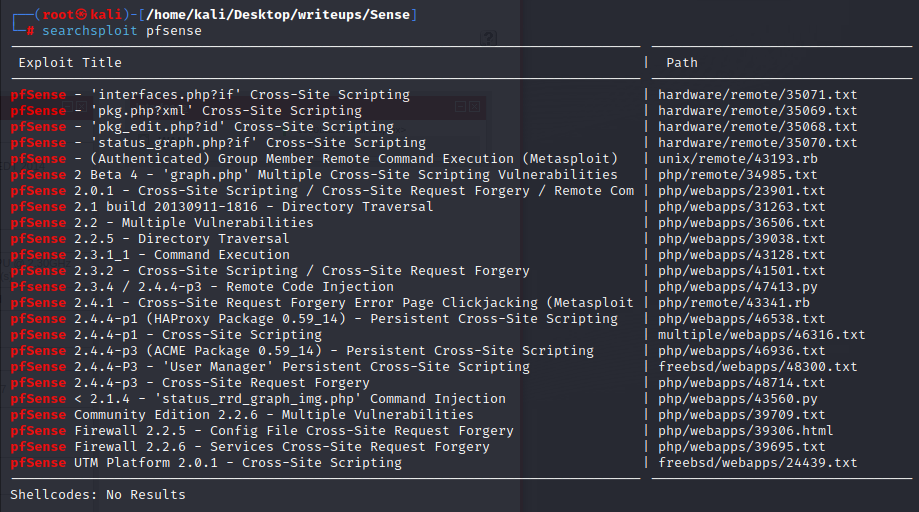 ┌──(root㉿kali)-[/home/kali/Desktop/writeups/Sense]
└─# searchsploit pfsense
Exploit Title | Path
pfSense - 'interfaces.php?if' Cross-Site Scripting | hardware/remote/35071.txt
pfSense - 'pkg.php?xml' Cross-Site Scripting | hardware/remote/35069.txt
pfSense - 'pkg_edit.php?id' Cross-Site Scripting | hardware/remote/35068.txt
pfSense - 'status_graph.php?if' Cross-Site Scripting | hardware/remote/35070.txt
pfSense - (Authenticated) Group Member Remote Command Execution (Metasploit) | unix/remote/43193.rb
pfSense 2 Beta 4 - 'graph.php' Multiple Cross-Site Scripting Vulnerabilities | php/remote/34985.txt
pfSense 2.0.1 - Cross-Site Scripting / Cross-Site Request Forgery / Remote Com | php/webapps/23901.txt
pfSense 2.1 build 20130911-1816 - Directory Traversal | php/webapps/31263.txt
pfSense 2.2 - Multiple Vulnerabilities | php/webapps/36506.txt
pfSense 2.2.5 - Directory Traversal | php/webapps/39038.txt
pfSense 2.3.1_1 - Command Execution | php/webapps/43128.txt
pfSense 2.3.2 - Cross-Site Scripting / Cross-Site Request Forgery | php/webapps/41501.txt
Pfsense 2.3.4 / 2.4.4-p3 - Remote Code Injection | php/webapps/47413.py
pfSense 2.4.1 - Cross-Site Request Forgery Error Page Clickjacking (Metasploit | php/remote/43341.rb
pfSense 2.4.4-p1 (HAProxy Package 0.59_14) - Persistent Cross-Site Scripting | php/webapps/46538.txt
pfSense 2.4.4-p1 - Cross-Site Scripting | multiple/webapps/46316.txt
pfSense 2.4.4-p3 (ACME Package 0.59_14) - Persistent Cross-Site Scripting | php/webapps/46936.txt
pfSense 2.4.4-P3 - 'User Manager' Persistent Cross-Site Scripting | freebsd/webapps/48300.txt
pfSense 2.4.4-p3 - Cross-Site Request Forgery | php/webapps/48714.txt
pfSense < 2.1.4 - 'status_rrd_graph_img.php' Command Injection | php/webapps/43560.py
pfSense Community Edition 2.2.6 - Multiple Vulnerabilities | php/webapps/39709.txt
pfSense Firewall 2.2.5 - Config File Cross-Site Request Forgery | php/webapps/39306.html
pfSense Firewall 2.2.6 - Services Cross-Site Request Forgery | php/webapps/39695.txt
pfSense UTM Platform 2.0.1 - Cross-Site Scripting | freebsd/webapps/24439.txt
Shellcodes: No Results